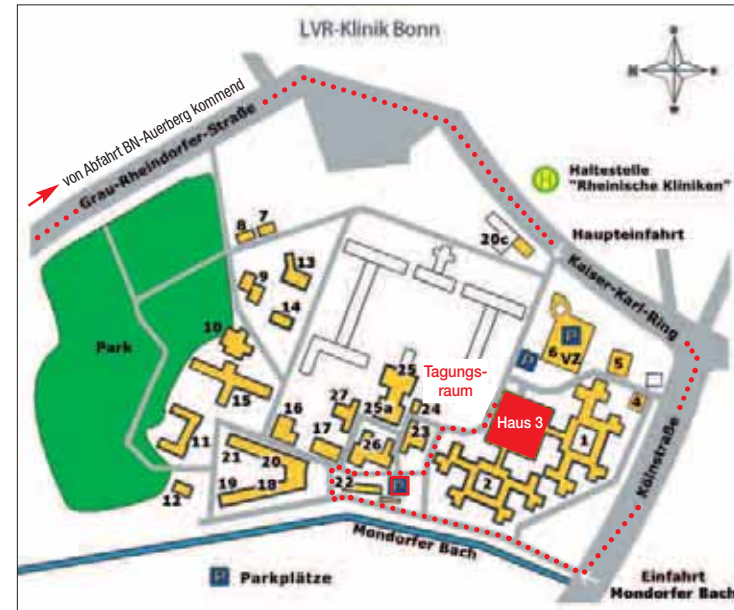 LVR-Klinik Bonn
N
von Abfahrt BN-Auerberg kommend
Grau-Rheindorfer-Straße
H
Haltestelle
"Rheinische Kliniken"
Haupteinfahrt
Kaiser-Karl-Ring
8
7
20c
13
9
14
10
Park
15
P
P
6 VZ
5
4
Tagungs-
raum
25
27
25a
24
16
17
26
23
Haus 3
1
2
11
21
20
12
19
18
22
P
Kölnstraße
Mondorfer Bach
P
Parkplätze
Einfahrt
Mondorfer Bach